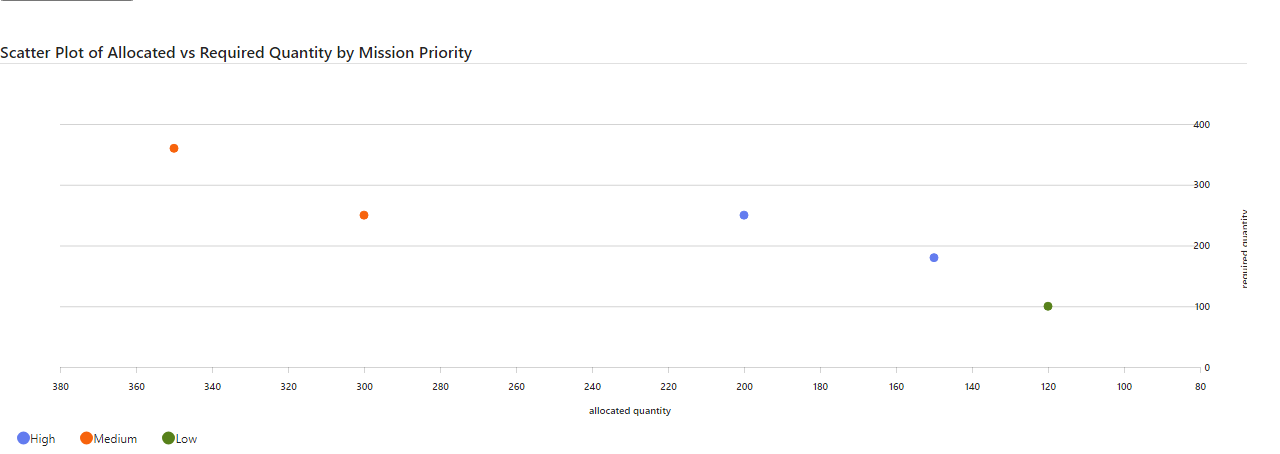 Scatter Plot of Allocated vs Required Quantity by Mission Priority
400
300
200
100
0
required quantity
380 360 340 320 300 280 260 240 220 200 180 160 140 120 100 80
allocated quantity
High Medium Low